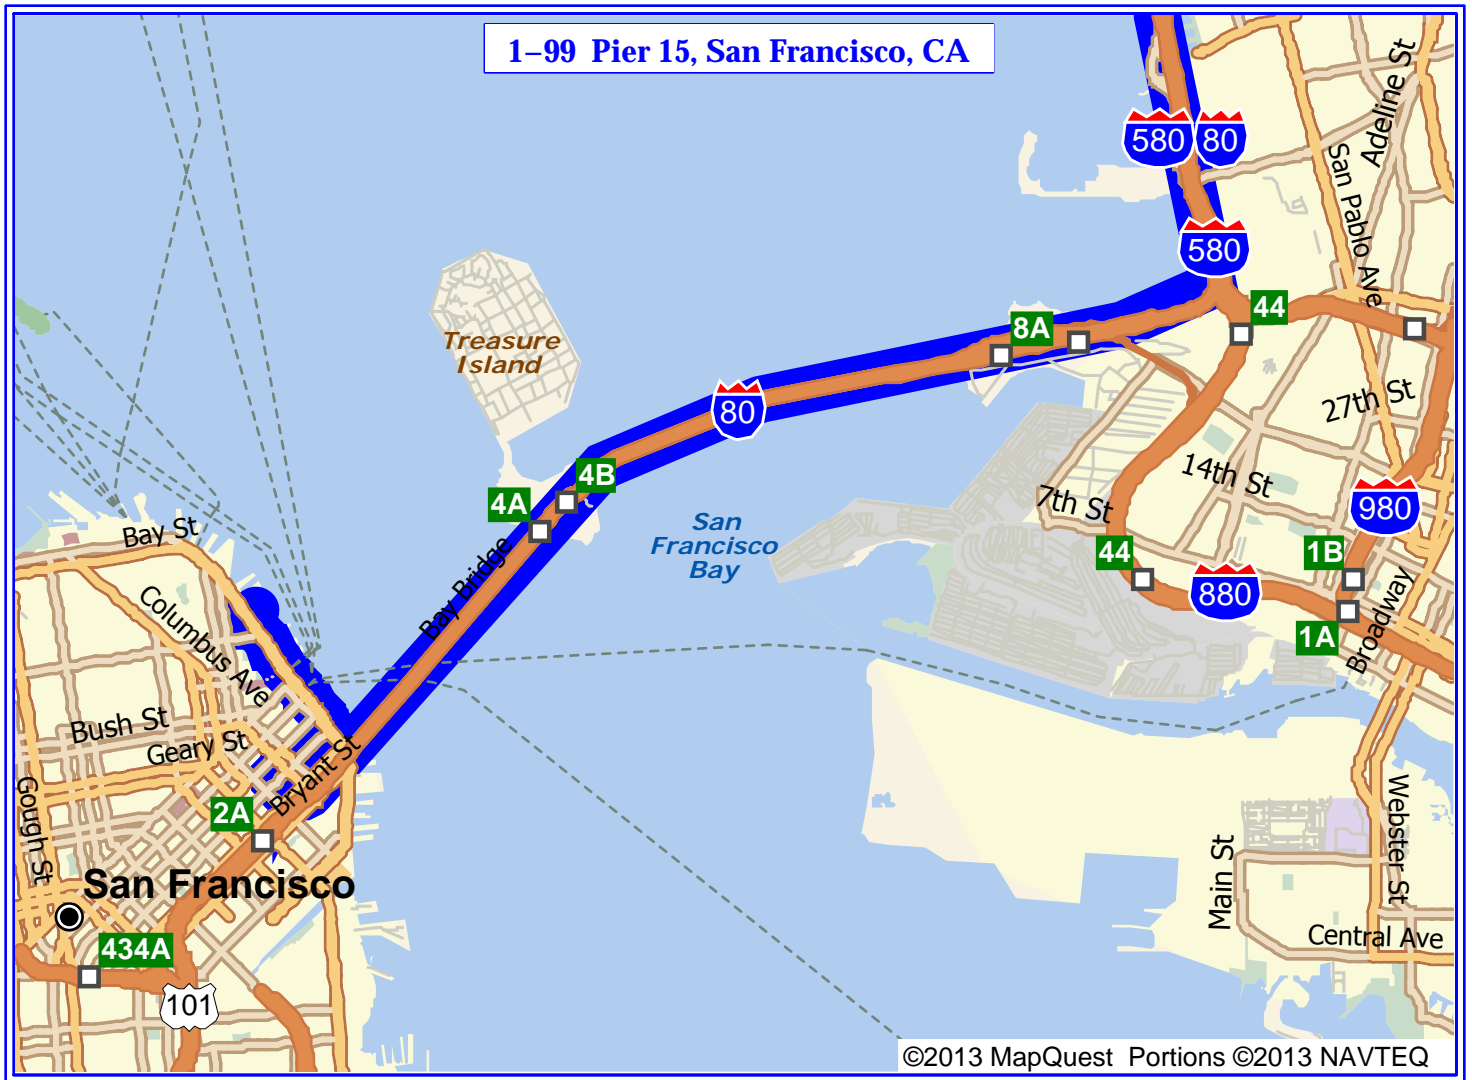 1–99 Pier 15, San Francisco, CA
580
80
Adeline St
San Pablo Ave
580
44
8A
Treasure
Island
80
27th St
4B
4A
14th St
7th St
980
San
Francisco
Bay
Bay St
Bay Bridge
44
1B
880
1A
Broadway
Columbus Ave
Bush St
Geary St
Bryant St
Gough St
2A
Webster St
Main St
San Francisco
Central Ave
434A
101
©2013 MapQuest Portions ©2013 NAVTEQ